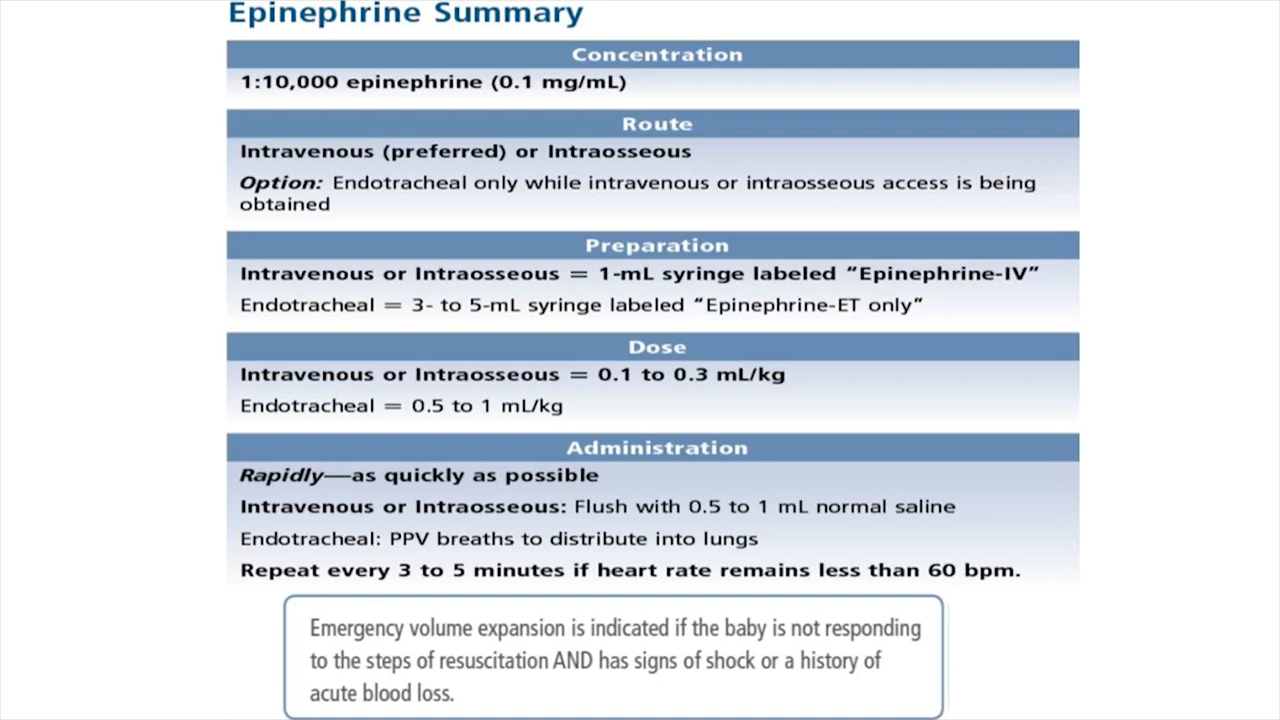 Epinephrine Summary
Concentration
1:10,000 epinephrine (0.1 mg/mL)
Route
Intravenous (preferred) or Intraosseous
Option: Endotracheal only while intravenous or intraosseous access is being
obtained
Preparation
Intravenous or Intraosseous = 1-mL syringe labeled “Epinephrine-IV”
Endotracheal = 3- to 5-mL syringe labeled “Epinephrine-ET only”
Dose
Intravenous or Intraosseous = 0.1 to 0.3 mL/kg
Endotracheal = 0.5 to 1 mL/kg
Administration
Rapidly—as quickly as possible
Intravenous or Intraosseous: Flush with 0.5 to 1 mL normal saline
Endotracheal: PPV breaths to distribute into lungs
Repeat every 3 to 5 minutes if heart rate remains less than 60 bpm.
Emergency volume expansion is indicated if the baby is not responding
to the steps of resuscitation AND has signs of shock or a history of
acute blood loss.